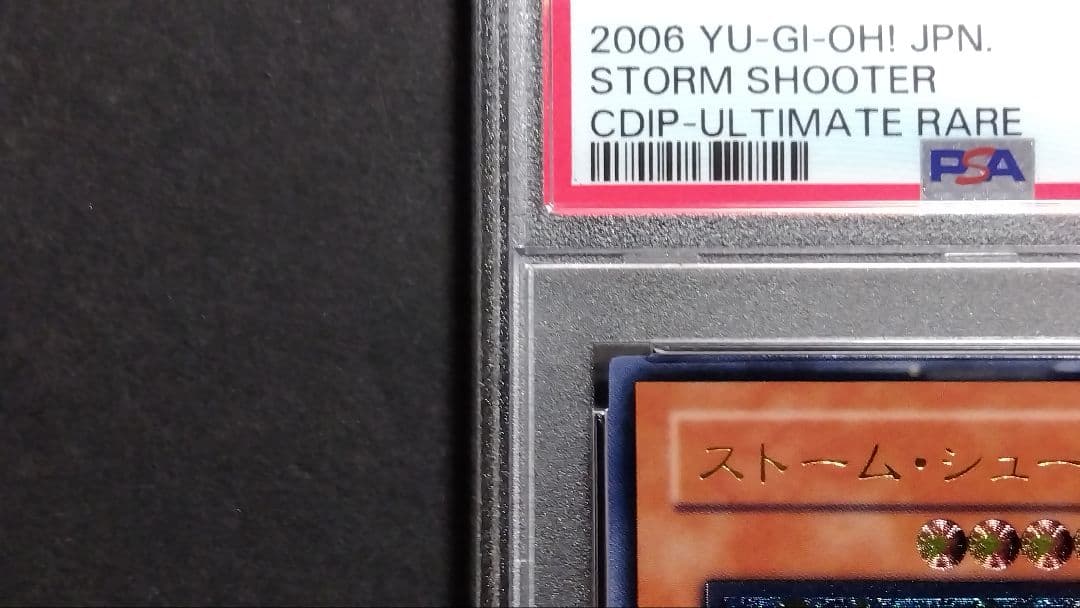 2006 YU-GI-OH! JPN.
STORM SHOOTER
CDIP-ULTIMATE RARE
PSA
ストーム・シュー